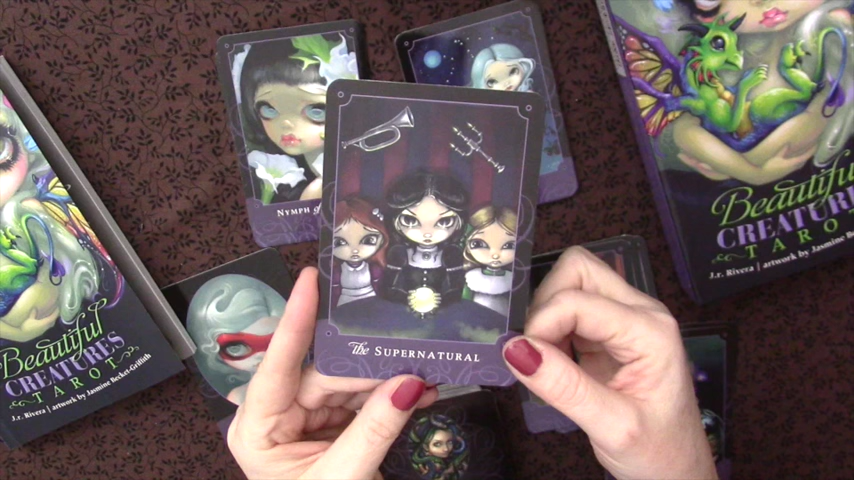 NYMPH
The SUPERNATURAL
Beautiful
CREATURES
TAROT
J.r. Rivera | artwork by Jasmine Becket-Griffith
Beautiful
CREATURES
TAROT
J.r. Rivera | artwork by Jasmine